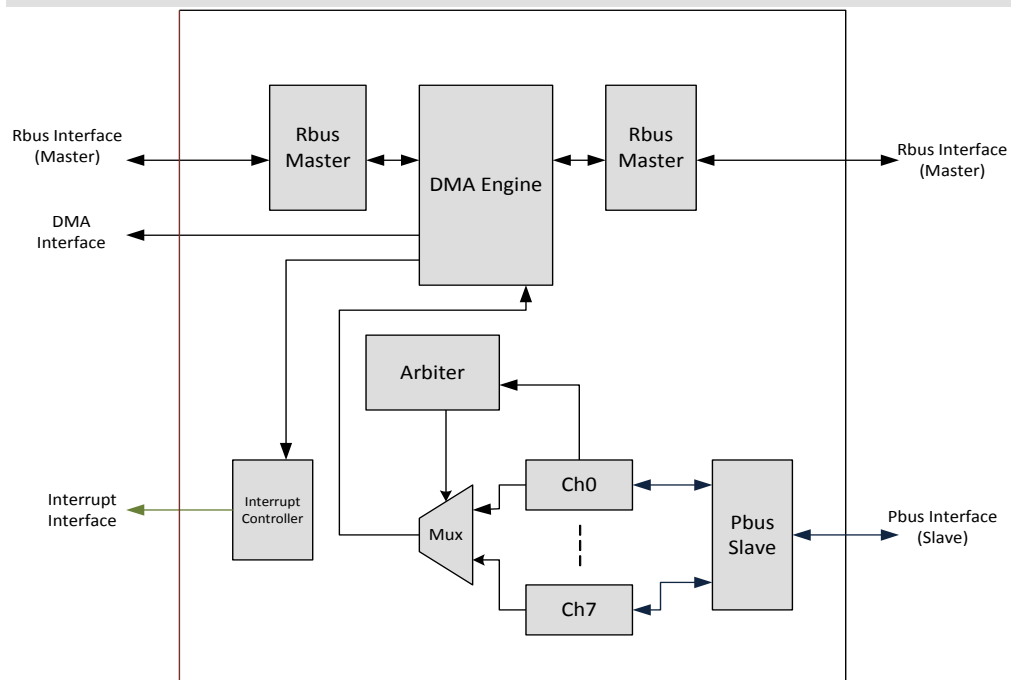 Rbus Interface
(Master)
Rbus
Master
DMA Engine
Rbus
Master
Rbus Interface
(Master)
DMA
Interface
Arbiter
Interrupt
Interface
Interrupt
Controller
Mux
Ch0
Ch7
Pbus
Slave
Pbus Interface
(Slave)